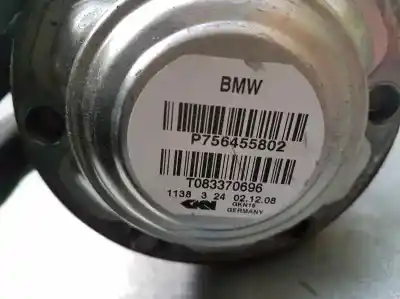 BMW
P756455802
T083370696
1138 3 24 02.12.08
GKN
GERMANY